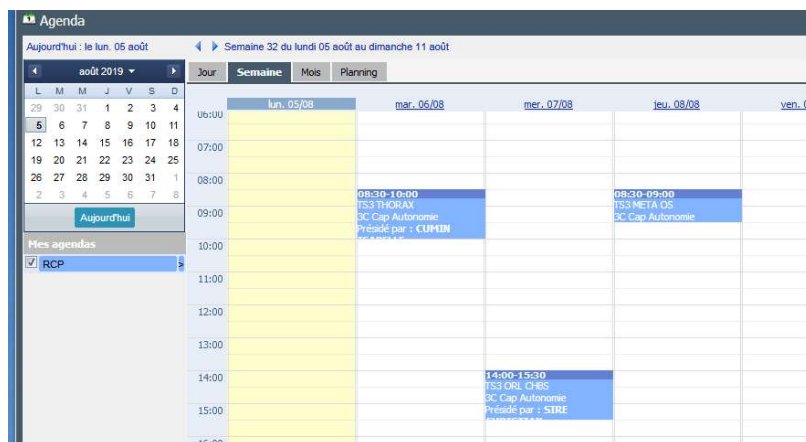 Agenda
Aujourd'hui : le lun. 05 août
Semaine 32 du lundi 05 août au dimanche 11 août
août 2019
Jour Semaine Mois Planning
L M M J V S D
29 30 31 1 2 3 4
5 6 7 8 9 10 11
12 13 14 15 16 17 18
19 20 21 22 23 24 25
26 27 28 29 30 31 1
2 3 4 5 6 7 8
Aujourd'hui
Mes agendas
RCP >
lun. 05/08 mar. 06/08 mer. 07/08 jeu. 08/08 ven.
06:00
07:00
08:00
09:00
10:00
11:00
12:00
13:00
14:00
15:00
08:30-10:00
TS3 THORAX
3C Cap Autonomie
Présidé par : CUMIN
14:00-15:30
TS3 ORL CHBS
3C Cap Autonomie
Présidé par : SIRE
08:30-09:00
TS3 META OS
3C Cap Autonomie